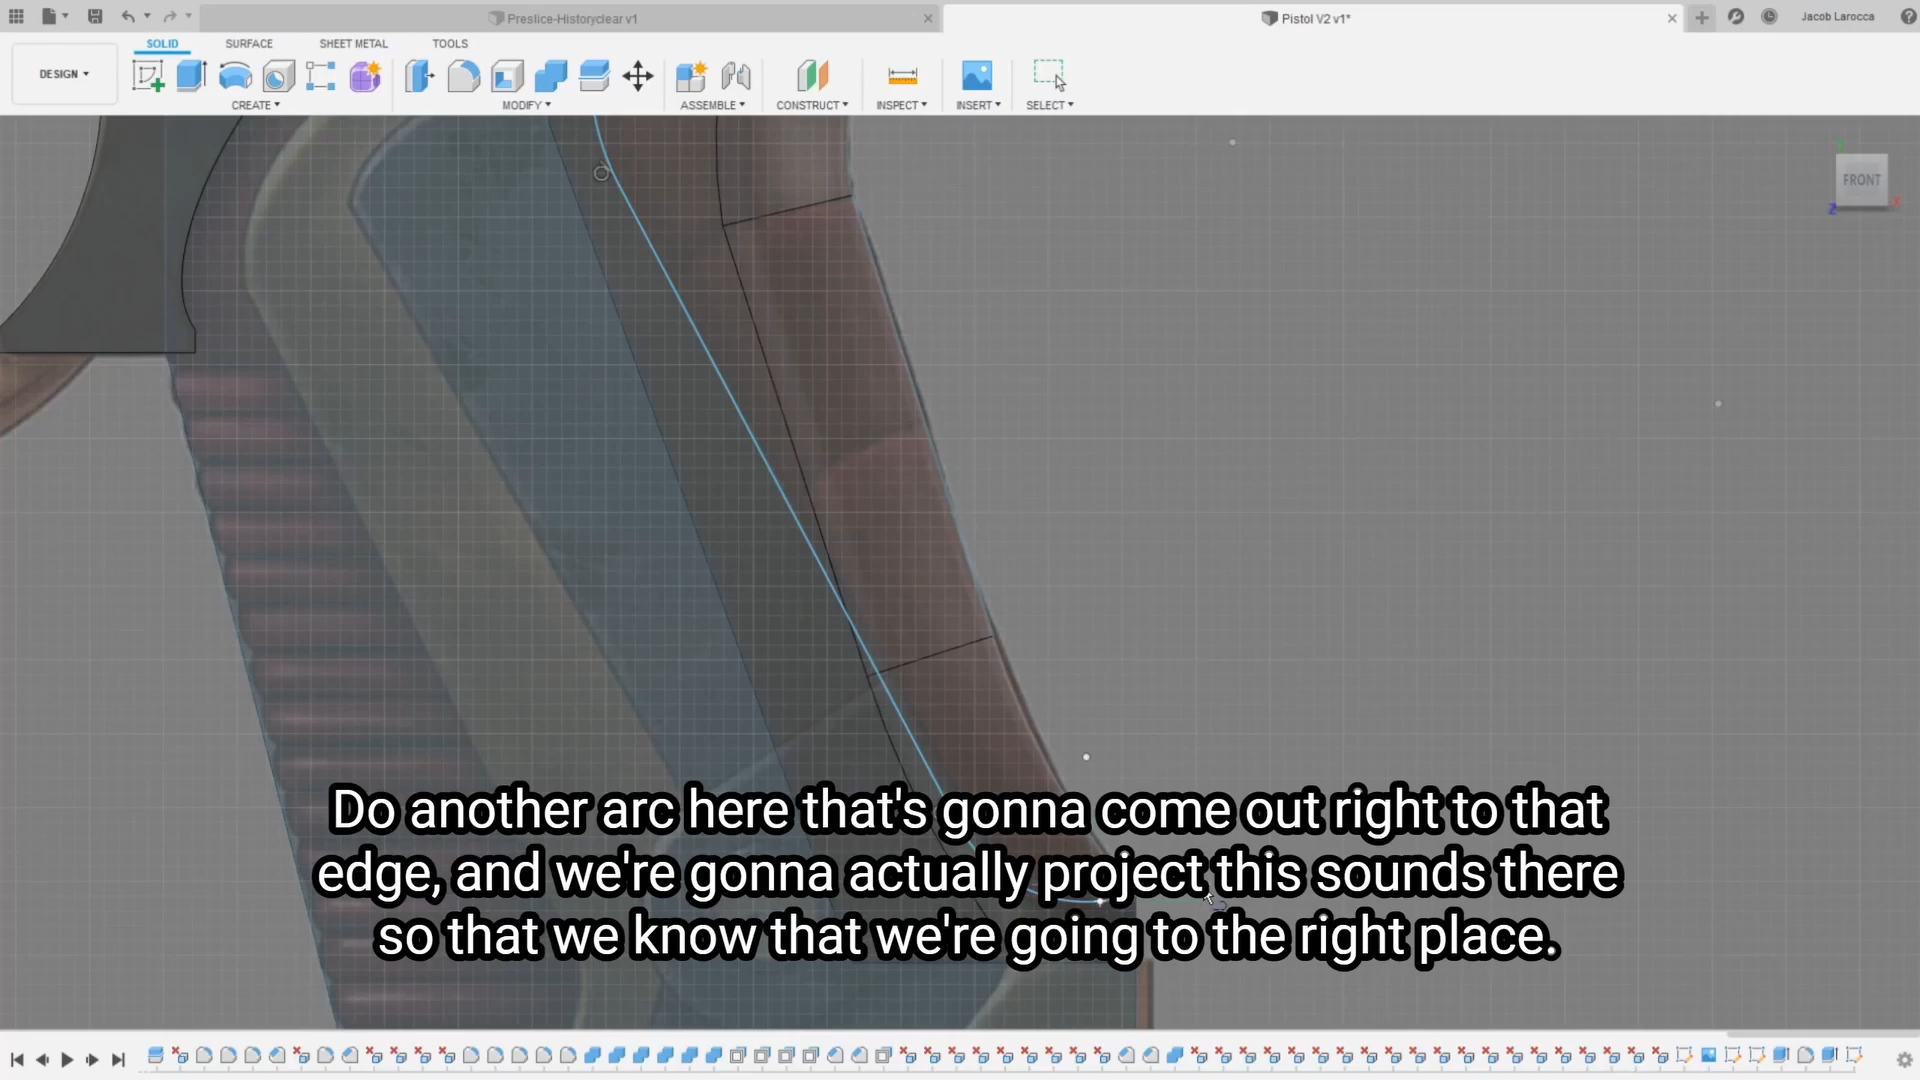 Preslice-Historyclear v1
Pistol V2 v1*
Jacob Larocca
SOLID
SURFACE
SHEET METAL
TOOLS
DESIGN
CREATE
MODIFY
ASSEMBLE
CONSTRUCT
INSPECT
INSERT
SELECT
Y
FRONT
Z
X
Do another arc here that's gonna come out right to that
edge, and we're gonna actually project this sounds there
so that we know that we're going to the right place.